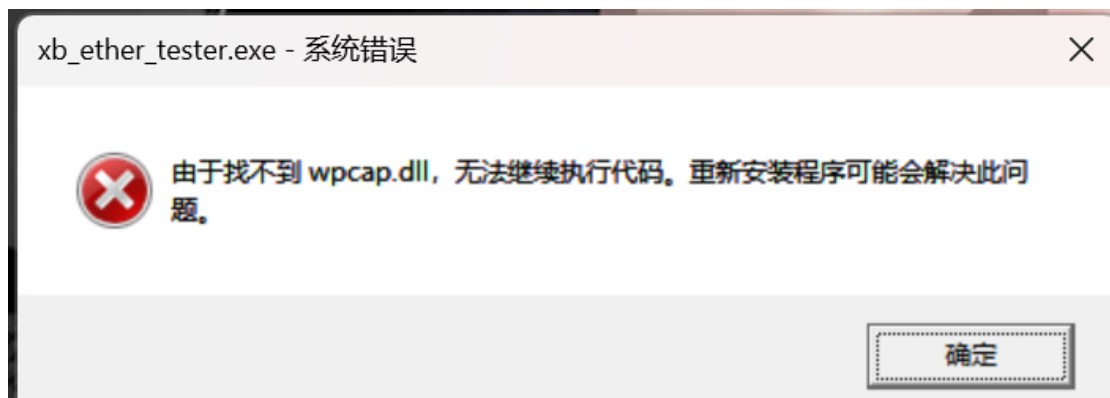 xb_ether_tester.exe - 系统错误
由于找不到 wpcap.dll，无法继续执行代码。重新安装程序可能会解决此问
题。
确定